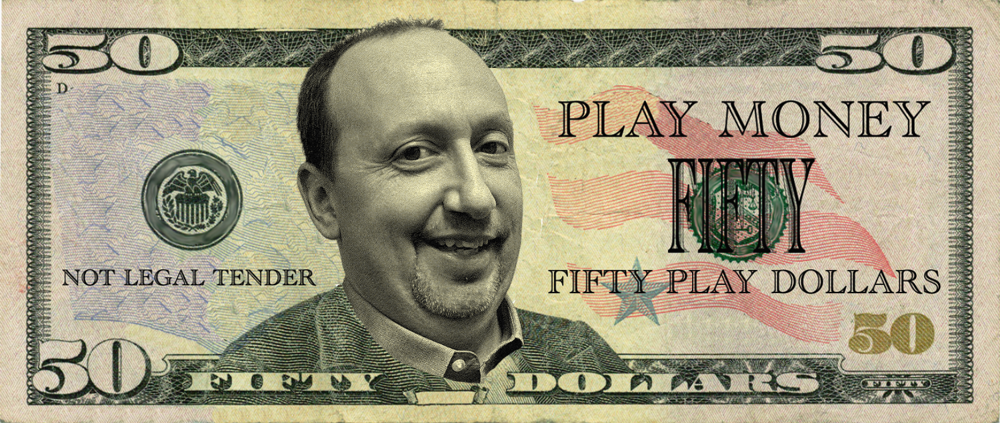 50
50
D
PLAY MONEY
FIFTY
NOT LEGAL TENDER
FIFTY PLAY DOLLARS
50
50
FIFTY DOLLARS
FIFTY